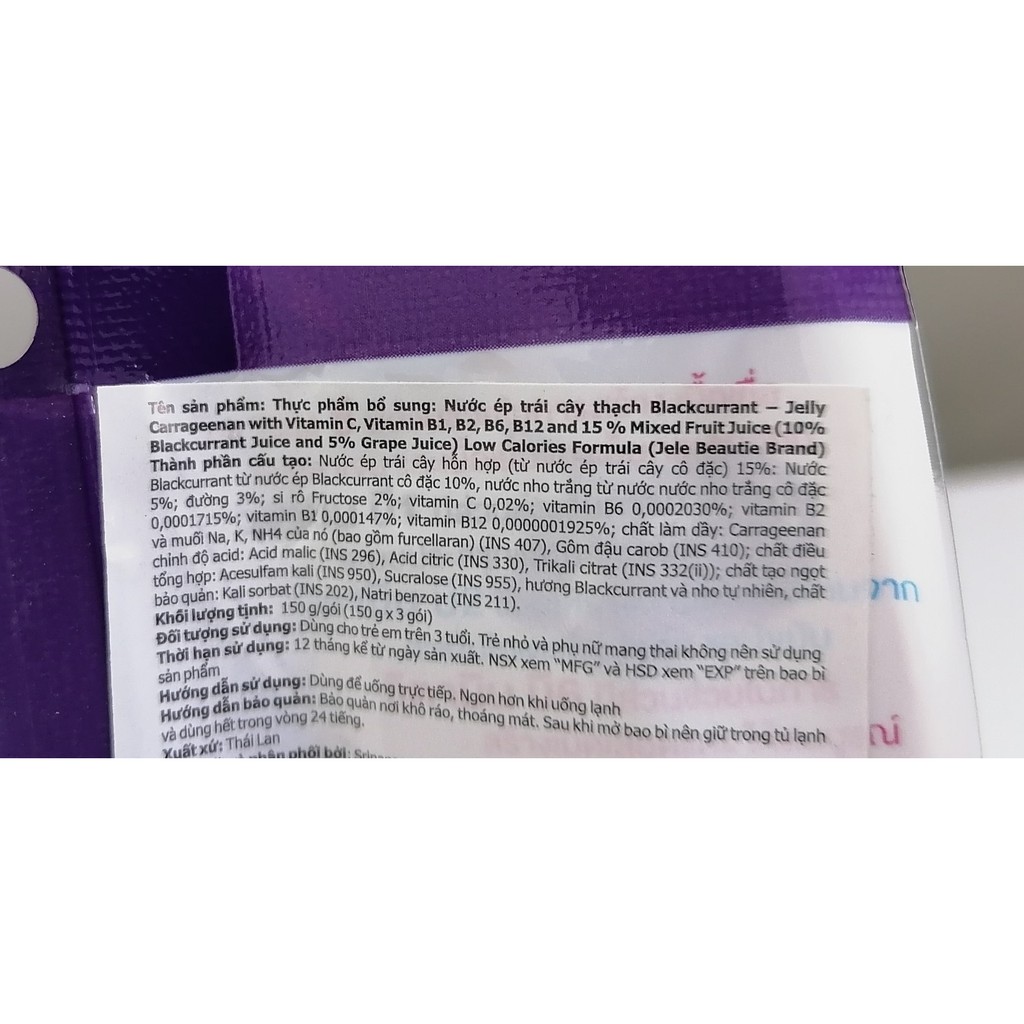 Tên sản phẩm: Thực phẩm bổ sung: Nước ép trái cây thạch Blackcurrant – Jelly
Carrageenan with Vitamin C, Vitamin B1, B2, B6, B12 and 15 % Mixed Fruit Juice (10%
Blackcurrant Juice and 5% Grape Juice) Low Calories Formula (Jele Beautie Brand)
Thành phần cấu tạo: Nước ép trái cây hỗn hợp (từ nước ép trái cây cô đặc) 15%: Nước
Blackcurrant từ nước ép Blackcurrant cô đặc 10%, nước nho trắng từ nước nước nho trắng cô đặc
5%; đường 3%; si rô Fructose 2%; vitamin C 0,02%; vitamin B6 0,0002030%; vitamin B2
0,0001715%; vitamin B1 0,000147%; vitamin B12 0,0000001925%; chất làm dầy: Carrageenan
và muối Na, K, NH4 của nó (bao gồm furcellaran) (INS 407), Gôm đậu carob (INS 410); chất điều
chỉnh độ acid: Acid malic (INS 296), Acid citric (INS 330), Trikali citrat (INS 332(ii)); chất tạo ngọt
tổng hợp: Acesulfam kali (INS 950), Sucralose (INS 955), hương Blackcurrant và nho tự nhiên, chất
bảo quản: Kali sorbat (INS 202), Natri benzoat (INS 211).
Khối lượng tịnh: 150 g/gói (150 g x 3 gói)
Đối tượng sử dụng: Dùng cho trẻ em trên 3 tuổi. Trẻ nhỏ và phụ nữ mang thai không nên sử dụng
Thời hạn sử dụng: 12 tháng kể từ ngày sản xuất. NSX xem "MFG" và HSD xem "EXP" trên bao bì
sản phẩm
Hướng dẫn sử dụng: Dùng để uống trực tiếp. Ngon hơn khi uống lạnh
Hướng dẫn bảo quản: Bảo quản nơi khô ráo, thoáng mát. Sau khi mở bao bì nên giữ trong tủ lạnh
và dùng hết trong vòng 24 tiếng.
Xuất xứ: Thái Lan
phân phối bởi: